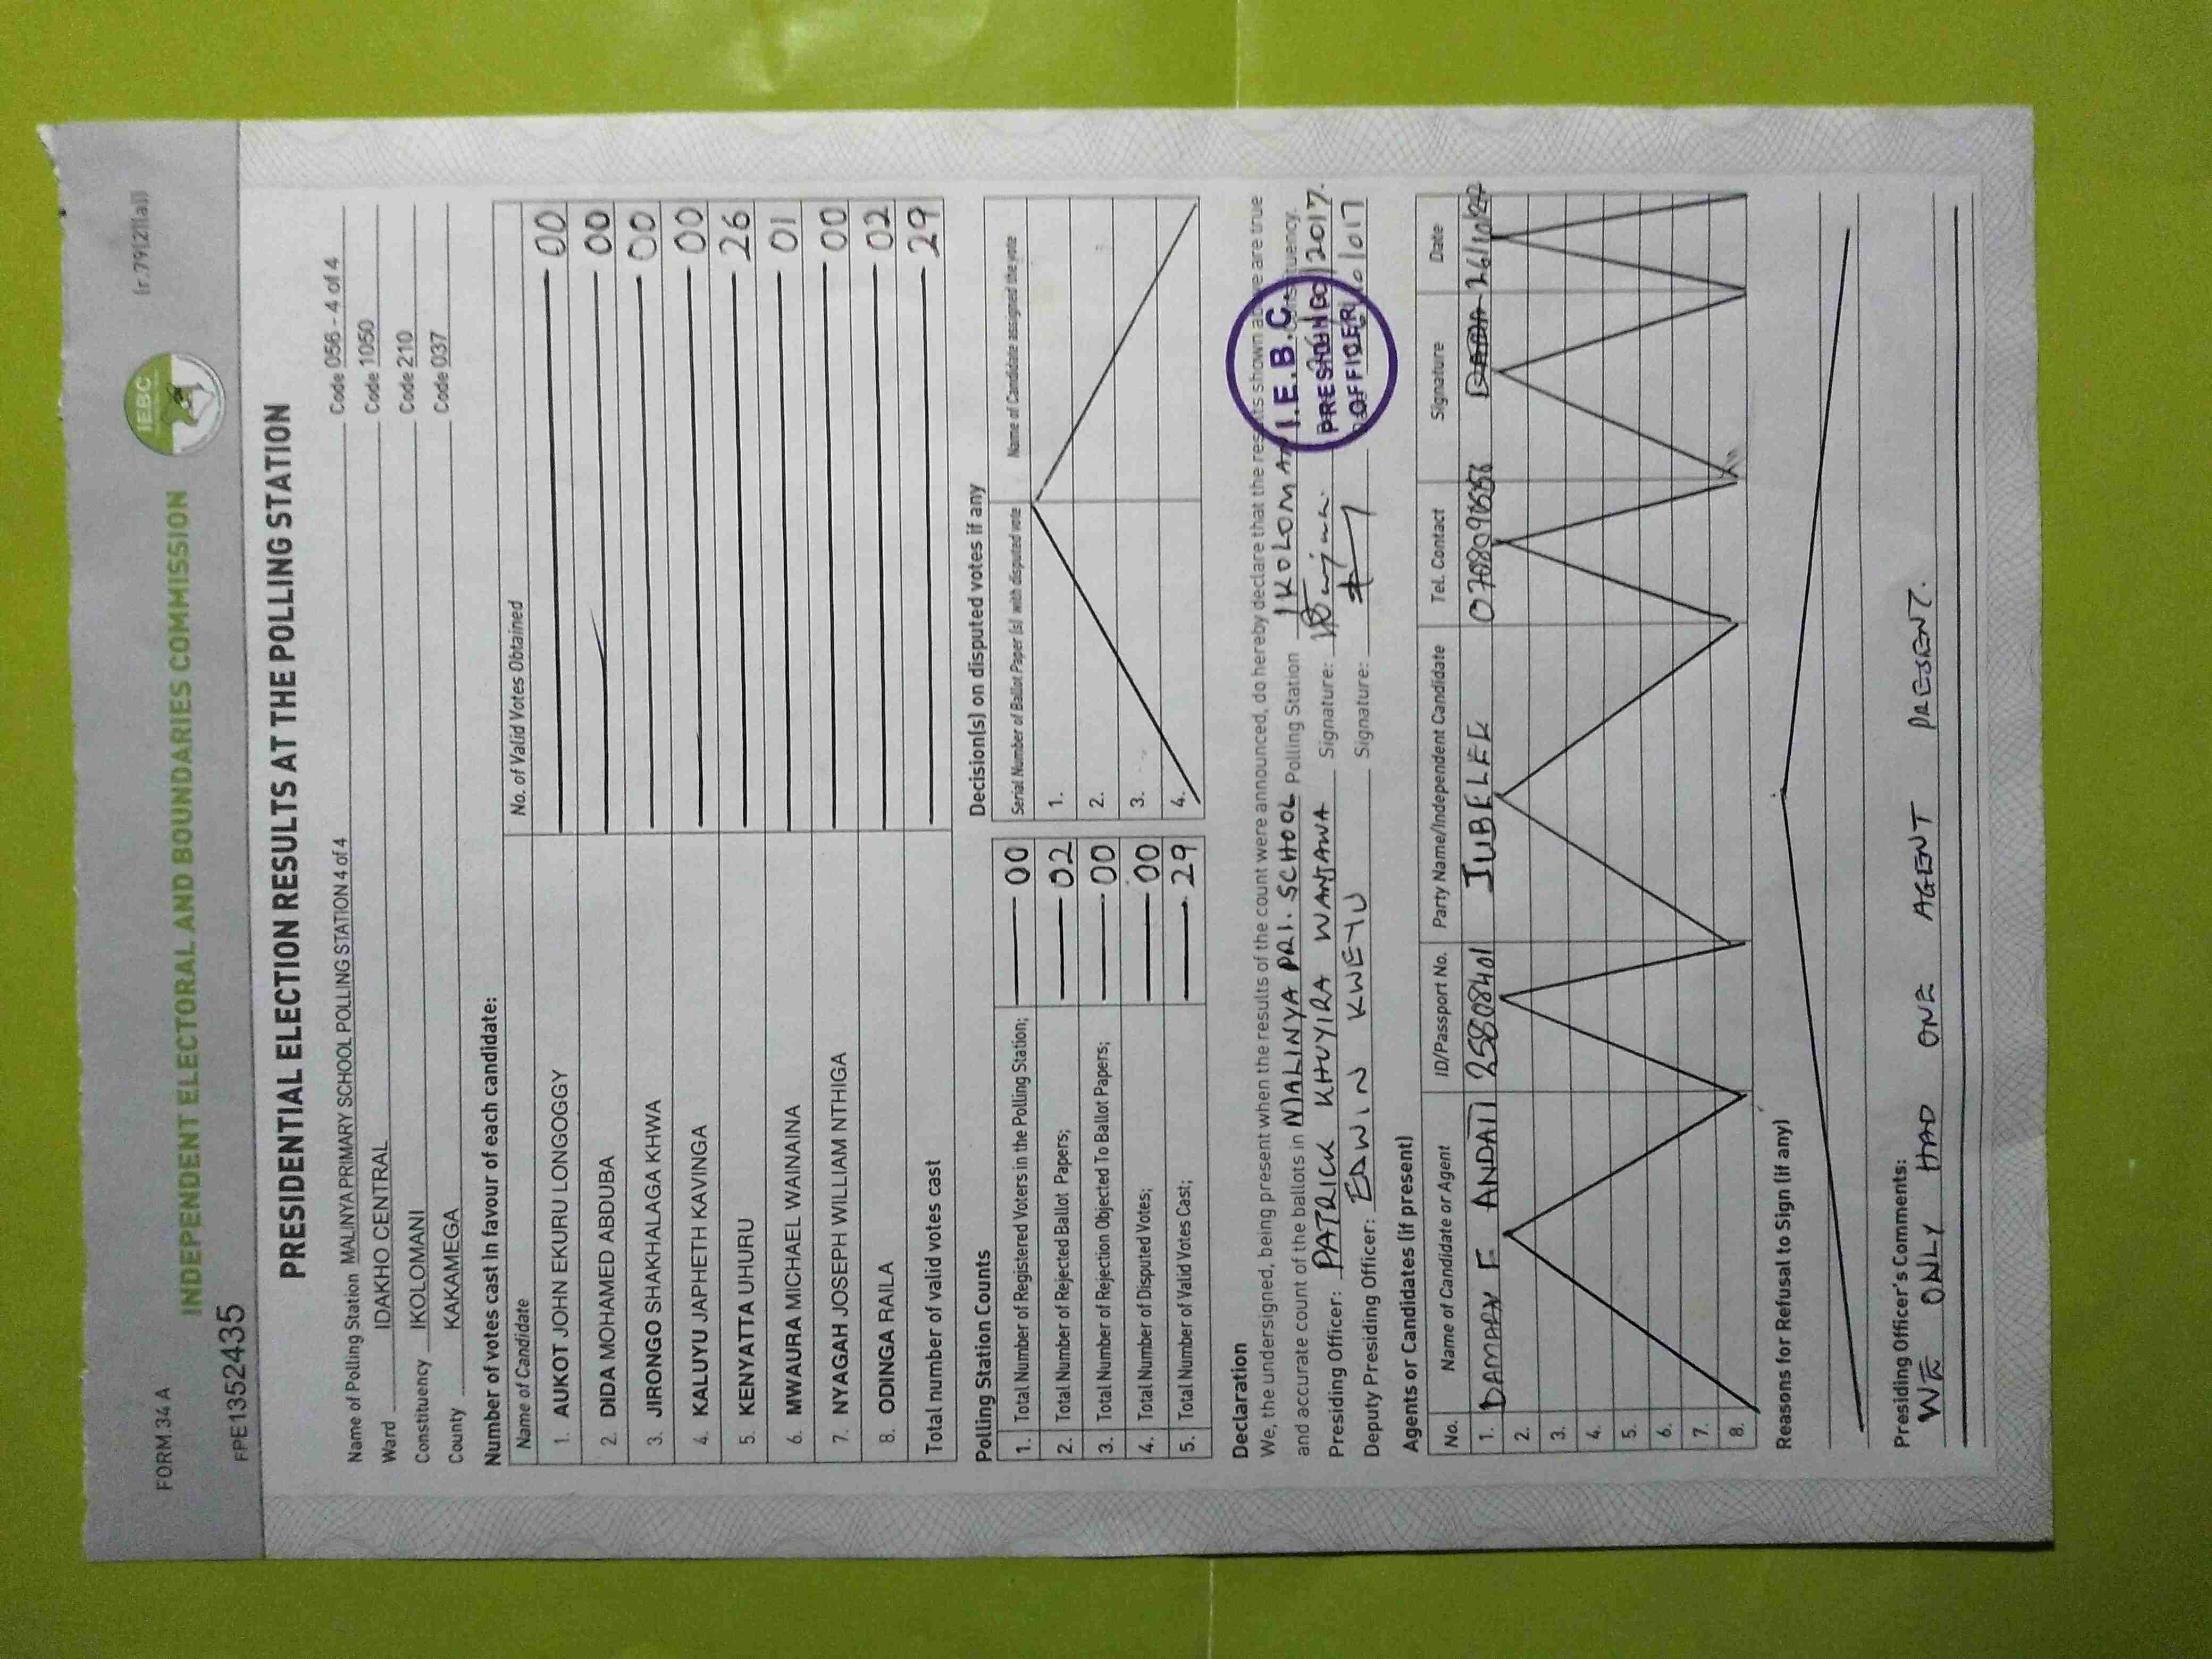 FORM 34 A
(r.79(2)(a))
IEBC
INDEPENDENT ELECTORAL AND BOUNDARIES COMMISSION
FPE1352435
PRESIDENTIAL ELECTION RESULTS AT THE POLLING STATION
Name of Polling Station MALINYA PRIMARY SCHOOL POLLING STATION 4 of 4 Code 056 - 4 of 4
Ward IDAKHO CENTRAL Code 1050
Constituency IKOLOMANI Code 210
County KAKAMEGA Code 037
Number of votes cast in favour of each candidate:
Name of Candidate No. of Valid Votes Obtained
1. AUKOT JOHN EKURU LONGOGGY 00
2. DIDA MOHAMED ABDUBA 00
3. JIRONGO SHAKHALAGA KHWA 00
4. KALUYU JAPHETH KAVINGA 00
5. KENYATTA UHURU 26
6. MWAURA MICHAEL WAINAINA 01
7. NYAGAH JOSEPH WILLIAM NTHIGA 00
8. ODINGA RAILA 02
Total number of valid votes cast 29
Polling Station Counts
1. Total Number of Registered Voters in the Polling Station; 00
2. Total Number of Rejected Ballot Papers; 02
3. Total Number of Rejection Objected To Ballot Papers; 00
4. Total Number of Disputed Votes; 00
5. Total Number of Valid Votes Cast; 29
Decision(s) on disputed votes if any
Serial Number of Ballot Paper (s) with disputed vote Name of Candidate assigned the vote
1.
2.
3.
4.
Declaration
We, the undersigned, being present when the results of the count were announced, do hereby declare that the results shown above are true
and accurate count of the ballots in MALINYA PRI. SCHOOL Polling Station IKOLOMANI Constituency.
Presiding Officer: PATRICK KHUYIRA WANJAWA Signature: 2017.
Deputy Presiding Officer: EDWIN KWEYU Signature:
I.E.B.C.
PRESIDING
OFFICER
Agents or Candidates (if present)
No. Name of Candidate or Agent ID/Passport No. Party Name/Independent Candidate Tel. Contact Signature Date
1. ANDATI 25808401 JUBELEE
2.
3.
4.
5.
6.
7.
8.
Reasons for Refusal to Sign (if any)
Presiding Officer's Comments:
WE ONLY HAD ONE AGENT PRESENT.